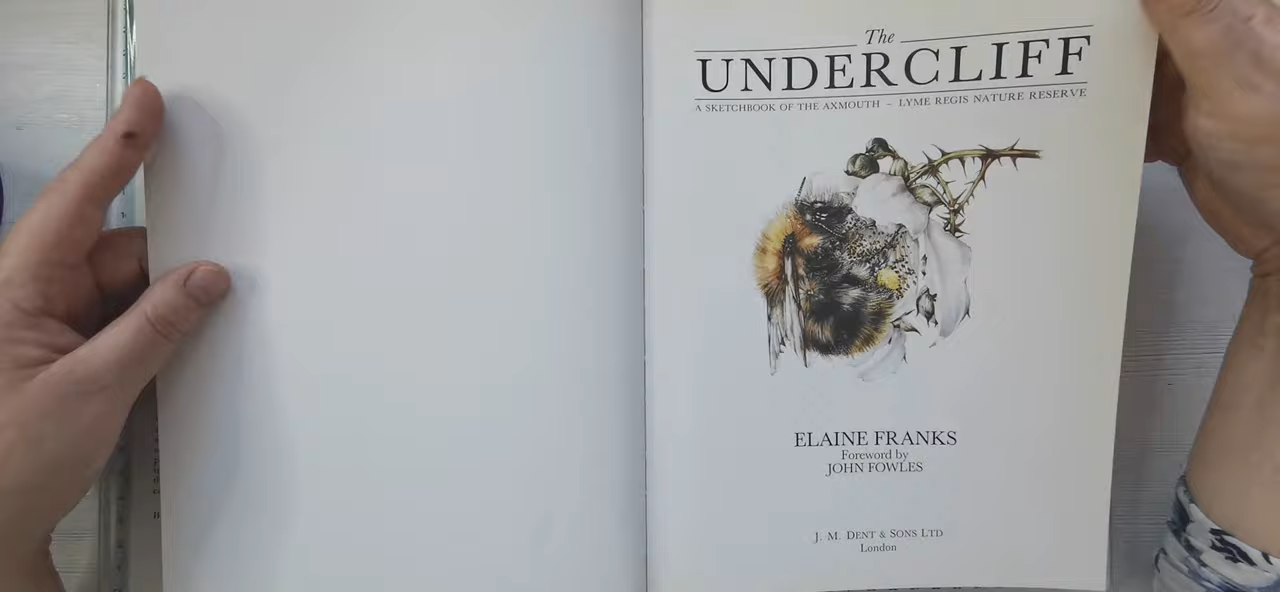 The
UNDERCLIFF
A SKETCHBOOK OF THE AXMOUTH – LYME REGIS NATURE RESERVE
ELAINE FRANKS
Foreword by
JOHN FOWLES
J. M. DENT & SONS LTD
London